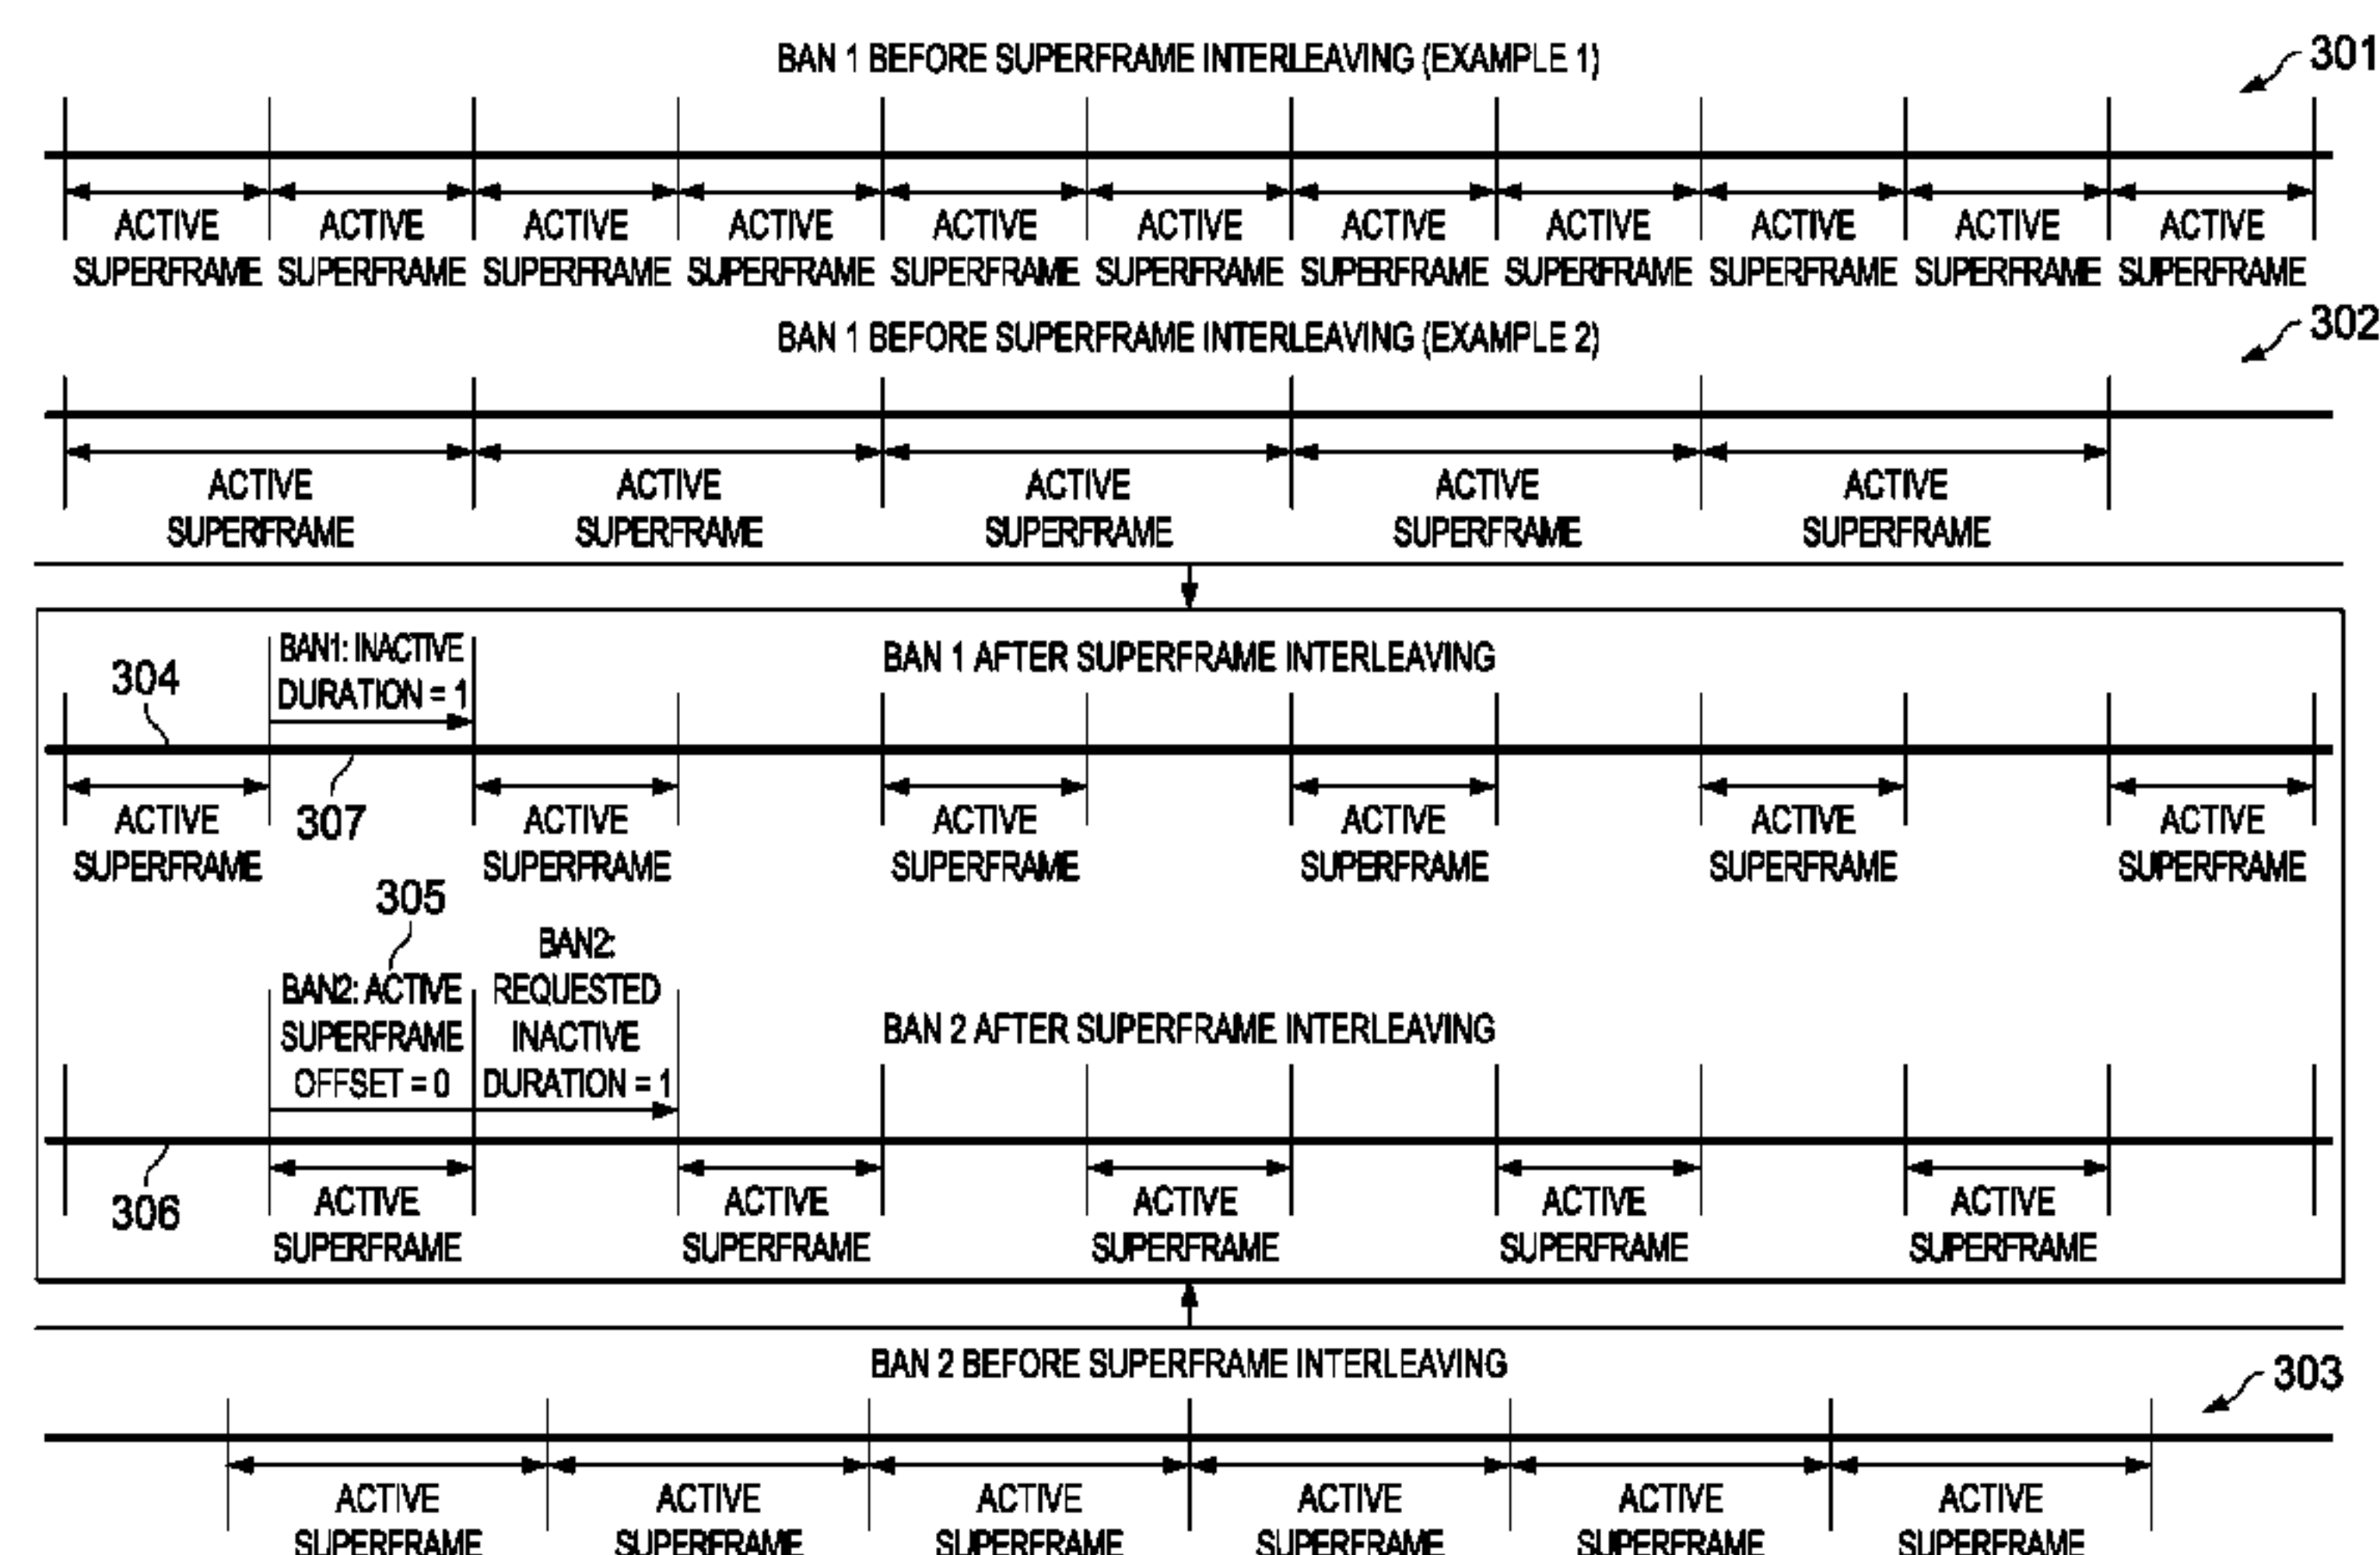 BAN 1 BEFORE SUPERFRAME INTERLEAVING (EXAMPLE 1)
301
ACTIVE ACTIVE ACTIVE ACTIVE ACTIVE ACTIVE ACTIVE ACTIVE ACTIVE ACTIVE ACTIVE
SUPERFRAME SUPERFRAME SUPERFRAME SUPERFRAME SUPERFRAME SUPERFRAME SUPERFRAME SUPERFRAME SUPERFRAME SUPERFRAME SUPERFRAME
BAN 1 BEFORE SUPERFRAME INTERLEAVING (EXAMPLE 2)
302
ACTIVE ACTIVE ACTIVE ACTIVE ACTIVE
SUPERFRAME SUPERFRAME SUPERFRAME SUPERFRAME SUPERFRAME
BAN1: INACTIVE
DURATION = 1
BAN 1 AFTER SUPERFRAME INTERLEAVING
304
307
ACTIVE ACTIVE ACTIVE ACTIVE ACTIVE ACTIVE
SUPERFRAME SUPERFRAME SUPERFRAME SUPERFRAME SUPERFRAME SUPERFRAME
305
BAN2: ACTIVE
SUPERFRAME
OFFSET = 0
BAN2:
REQUESTED
INACTIVE
DURATION = 1
BAN 2 AFTER SUPERFRAME INTERLEAVING
306
ACTIVE ACTIVE ACTIVE ACTIVE ACTIVE
SUPERFRAME SUPERFRAME SUPERFRAME SUPERFRAME SUPERFRAME
BAN 2 BEFORE SUPERFRAME INTERLEAVING
303
ACTIVE ACTIVE ACTIVE ACTIVE ACTIVE ACTIVE
SUPERFRAME SUPERFRAME SUPERFRAME SUPERFRAME SUPERFRAME SUPERFRAME